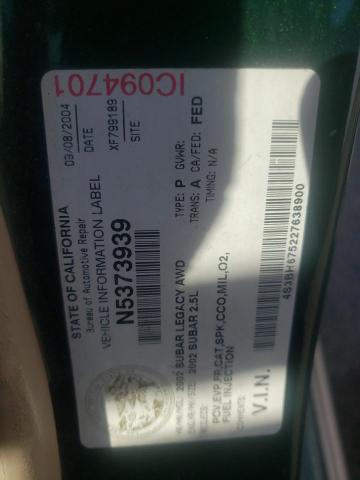 STATE OF CALIFORNIA
Bureau of Automotive Repair
VEHICLE INFORMATION LABEL
N5373939
09/08/2004
DATE
XF799189
SITE
IC094701
2002 SUBAR LEGACY AWD
2002 SUBAR 2.5L
TYPE: P GVWR:
TRANS: A CA/FED: FED
TIMING: N/A
PCV,EVP,FR,CAT,SPK,CCO,MIL,O2,
FUEL INJECTION
COMMENTS:
V.I.N.
4S3BH675227638900